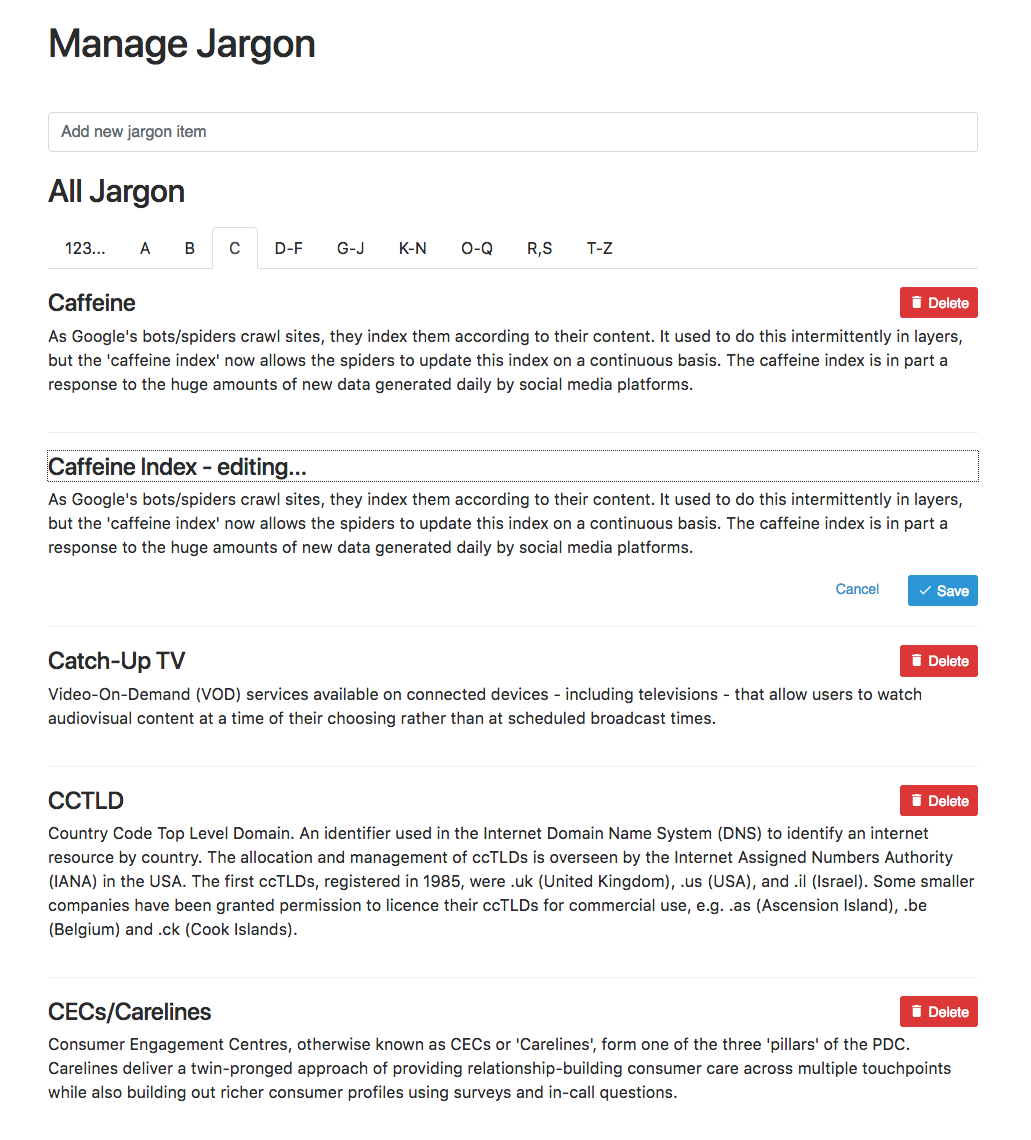 Manage Jargon
Add new jargon item
All Jargon
123... A B C D-F G-J K-N O-Q R,S T-Z
Caffeine
Delete
As Google's bots/spiders crawl sites, they index them according to their content. It used to do this intermittently in layers,
but the 'caffeine index' now allows the spiders to update this index on a continuous basis. The caffeine index is in part a
response to the huge amounts of new data generated daily by social media platforms.
Caffeine Index - editing...
As Google's bots/spiders crawl sites, they index them according to their content. It used to do this intermittently in layers,
but the 'caffeine index' now allows the spiders to update this index on a continuous basis. The caffeine index is in part a
response to the huge amounts of new data generated daily by social media platforms.
Cancel
Save
Catch-Up TV
Delete
Video-On-Demand (VOD) services available on connected devices - including televisions - that allow users to watch
audiovisual content at a time of their choosing rather than at scheduled broadcast times.
CCTLD
Delete
Country Code Top Level Domain. An identifier used in the Internet Domain Name System (DNS) to identify an internet
resource by country. The allocation and management of ccTLDs is overseen by the Internet Assigned Numbers Authority
(IANA) in the USA. The first ccTLDs, registered in 1985, were .uk (United Kingdom), .us (USA), and .il (Israel). Some smaller
companies have been granted permission to licence their ccTLDs for commercial use, e.g. .as (Ascension Island), .be
(Belgium) and .ck (Cook Islands).
CECs/Carelines
Delete
Consumer Engagement Centres, otherwise known as CECs or 'Carelines', form one of the three 'pillars' of the PDC.
Carelines deliver a twin-pronged approach of providing relationship-building consumer care across multiple touchpoints
while also building out richer consumer profiles using surveys and in-call questions.